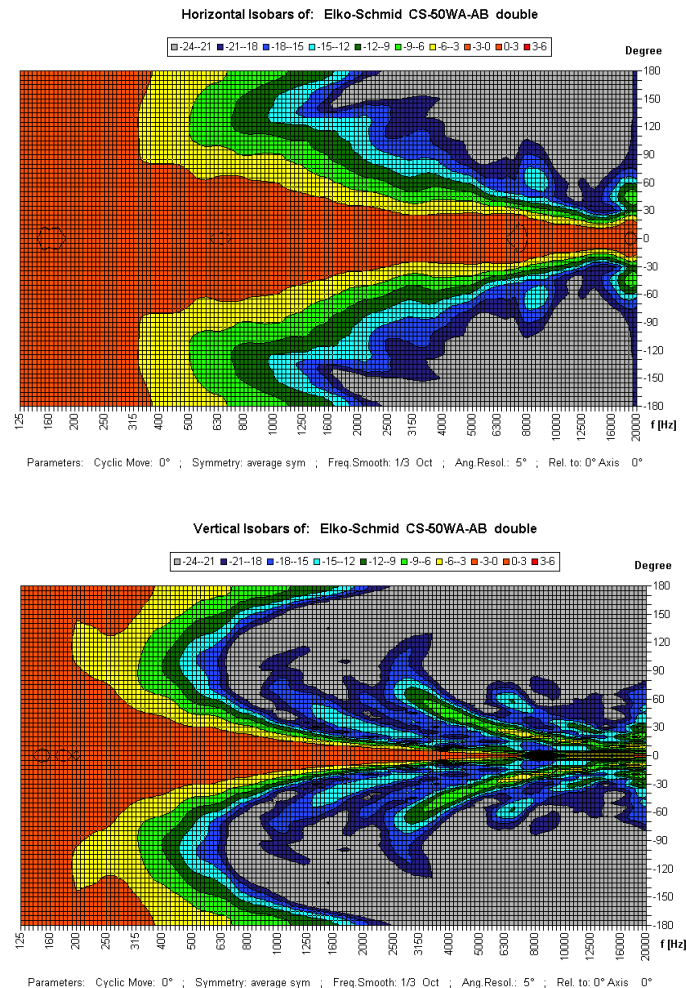 Horizontal Isobars of: Elko-Schmid CS-50WA-AB double
-24--21 -21--18 -18--15 -15--12 -12--9 -9--6 -6--3 -3-0 0-3 3-6
Degree
180
150
120
90
60
30
0
-30
-60
-90
-120
-150
-180
125 160 200 250 315 400 500 630 800 1000 1250 1500 2000 2500 3150 4000 5000 6300 8000 10000 12500 16000 20000 f [Hz]
Parameters: Cyclic Move: 0° ; Symmetry: average sym ; Freq.Smooth: 1/3 Oct ; Ang.Resol.: 5° ; Rel. to: 0° Axis 0°
Vertical Isobars of: Elko-Schmid CS-50WA-AB double
-24--21 -21--18 -18--15 -15--12 -12--9 -9--6 -6--3 -3-0 0-3 3-6
Degree
180
150
120
90
60
30
0
-30
-60
-90
-120
-150
-180
125 160 200 250 315 400 500 630 800 1000 1250 1500 2000 2500 3150 4000 5000 6300 8000 10000 12500 16000 20000 f [Hz]
Parameters: Cyclic Move: 0° ; Symmetry: average sym ; Freq.Smooth: 1/3 Oct ; Ang.Resol.: 5° ; Rel. to: 0° Axis 0°